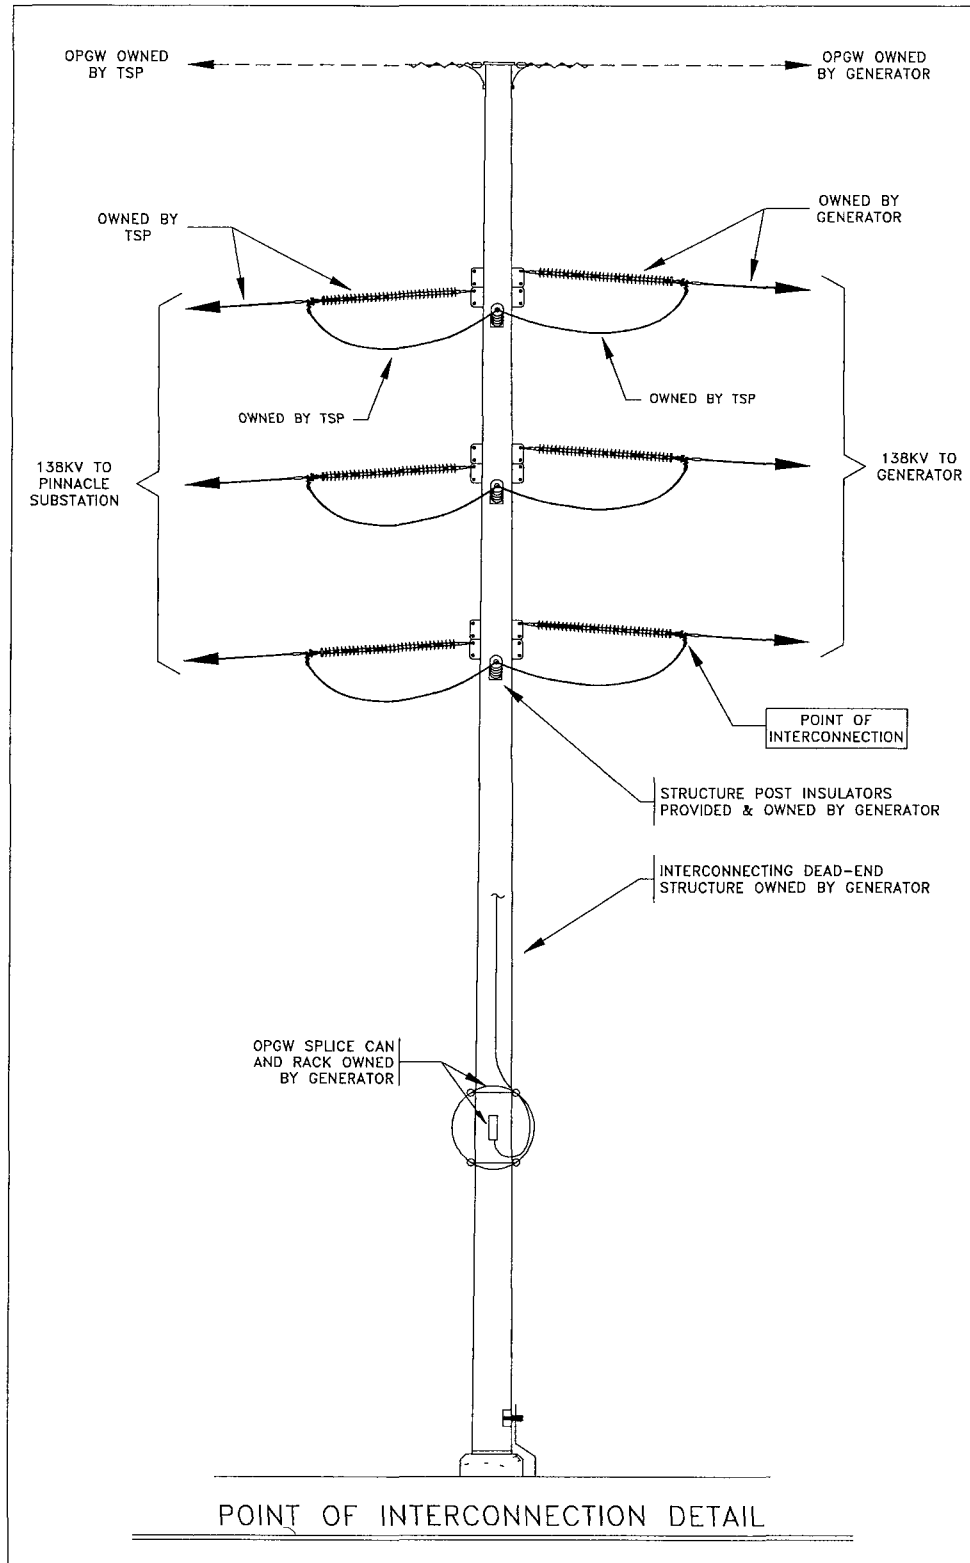 OPGW OWNED
BY TSP
OPGW OWNED
BY GENERATOR
OWNED BY
TSP
OWNED BY
GENERATOR
OWNED BY TSP
OWNED BY TSP
138KV TO
PINNACLE
SUBSTATION
138KV TO
GENERATOR
POINT OF
INTERCONNECTION
STRUCTURE POST INSULATORS
PROVIDED & OWNED BY GENERATOR
INTERCONNECTING DEAD-END
STRUCTURE OWNED BY GENERATOR
OPGW SPLICE CAN
AND RACK OWNED
BY GENERATOR
POINT OF INTERCONNECTION DETAIL